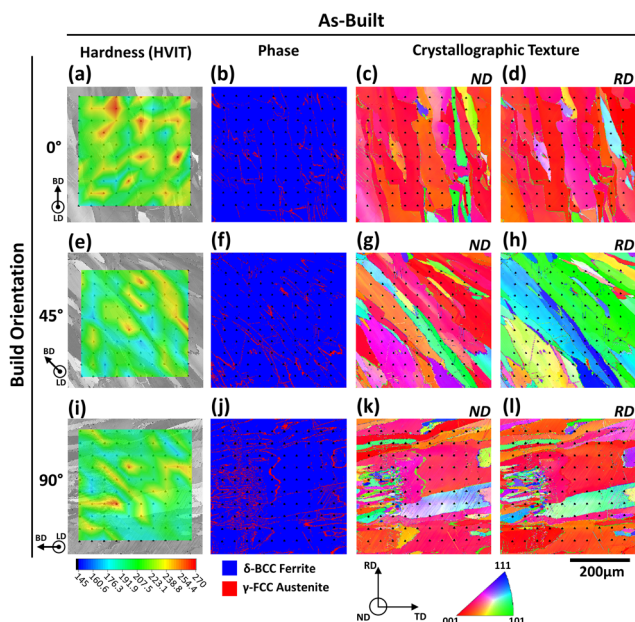 As-Built
Hardness (HVIT) Phase Crystallographic Texture
(a) (b) (c) ND (d) RD
0°
BD
LD
(e) (f) (g) ND (h) RD
45°
BD
LD
Build Orientation
(i) (j) (k) ND (l) RD
90°
LD
BD
145 160.6 176.3 191.9 207.5 223.1 238.8 254.4 270
δ-BCC Ferrite
γ-FCC Austenite
RD
ND TD
111
001 101
200μm